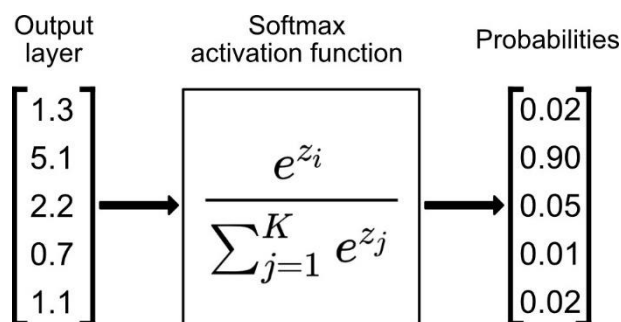 Output
layer
Softmax
activation function
Probabilities
1.3
5.1
2.2
0.7
1.1
e^{z_i}
\sum_{j=1}^{K} e^{z_j}
0.02
0.90
0.05
0.01
0.02